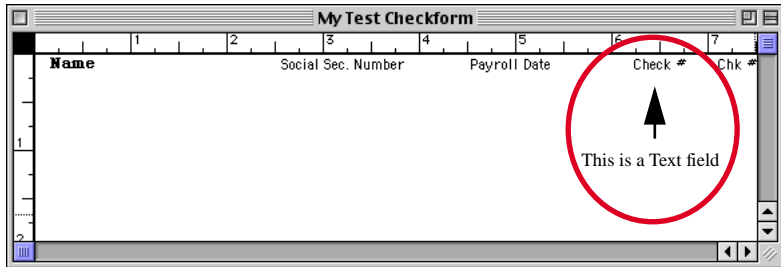 My Test Checkform
1 2 3 4 5 6 7
Name Social Sec. Number Payroll Date Check # Chk #
1
This is a Text field
2